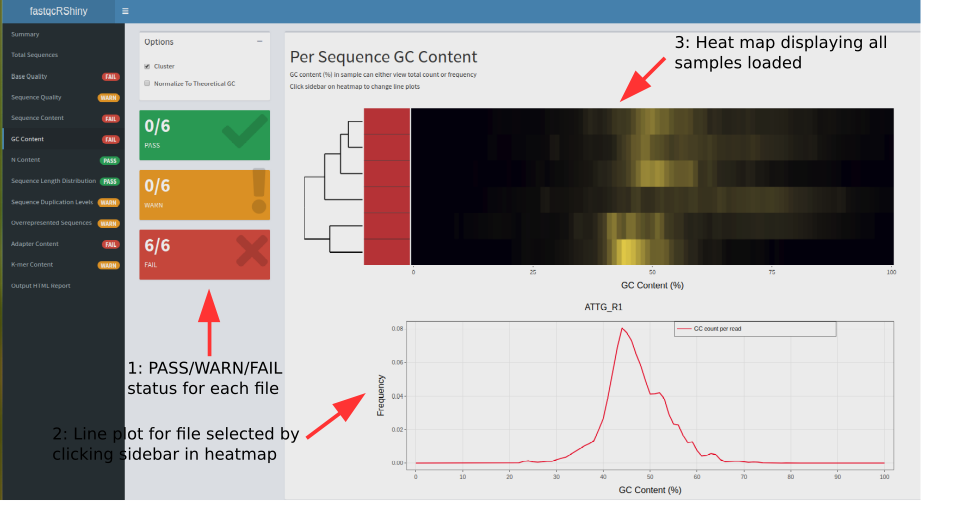 fastqcRShiny
Summary
Total Sequences
Base Quality FAIL
Sequence Quality WARN
Sequence Content FAIL
GC Content FAIL
N Content PASS
Sequence Length Distribution PASS
Sequence Duplication Levels WARN
Overrepresented Sequences WARN
Adapter Content FAIL
K-mer Content WARN
Output HTML Report
Options
Cluster
Normalize To Theoretical GC
0/6
PASS
0/6
WARN
6/6
FAIL
1: PASS/WARN/FAIL
status for each file
2: Line plot for file selected by
clicking sidebar in heatmap
Per Sequence GC Content
GC content (%) in sample can either view total count or frequency
Click sidebar on heatmap to change line plots
3: Heat map displaying all
samples loaded
0 25 50 75 100
GC Content (%)
ATTG_R1
GC count per read
0.08
0.06
0.04
0.02
0.00
Frequency
0 10 20 30 40 50 60 70 80 90 100
GC Content (%)